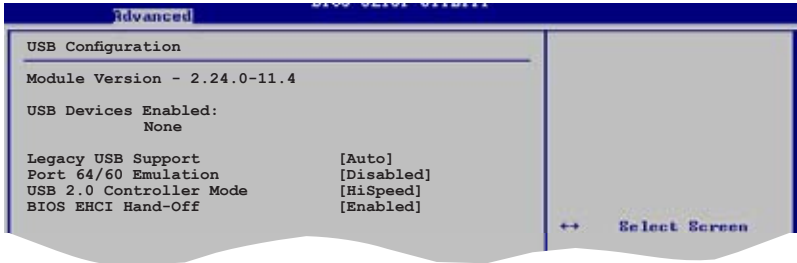 Advanced
USB Configuration
Module Version - 2.24.0-11.4
USB Devices Enabled:
None
Legacy USB Support [Auto]
Port 64/60 Emulation [Disabled]
USB 2.0 Controller Mode [HiSpeed]
BIOS EHCI Hand-Off [Enabled]
↔ Select Screen